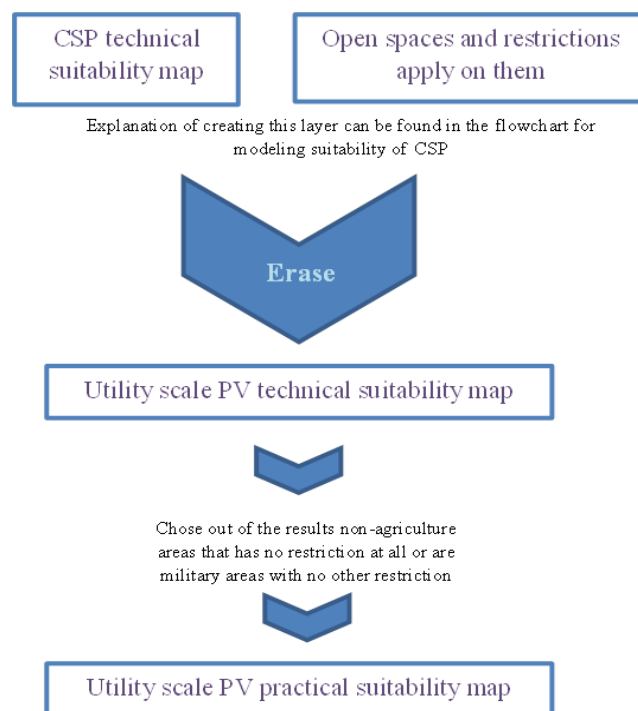 CSP technical
suitability map
Open spaces and restrictions
apply on them
Explanation of creating this layer can be found in the flowchart for
modeling suitability of CSP
Erase
Utility scale PV technical suitability map
Chose out of the results non-agriculture
areas that has no restriction at all or are
military areas with no other restriction
Utility scale PV practical suitability map